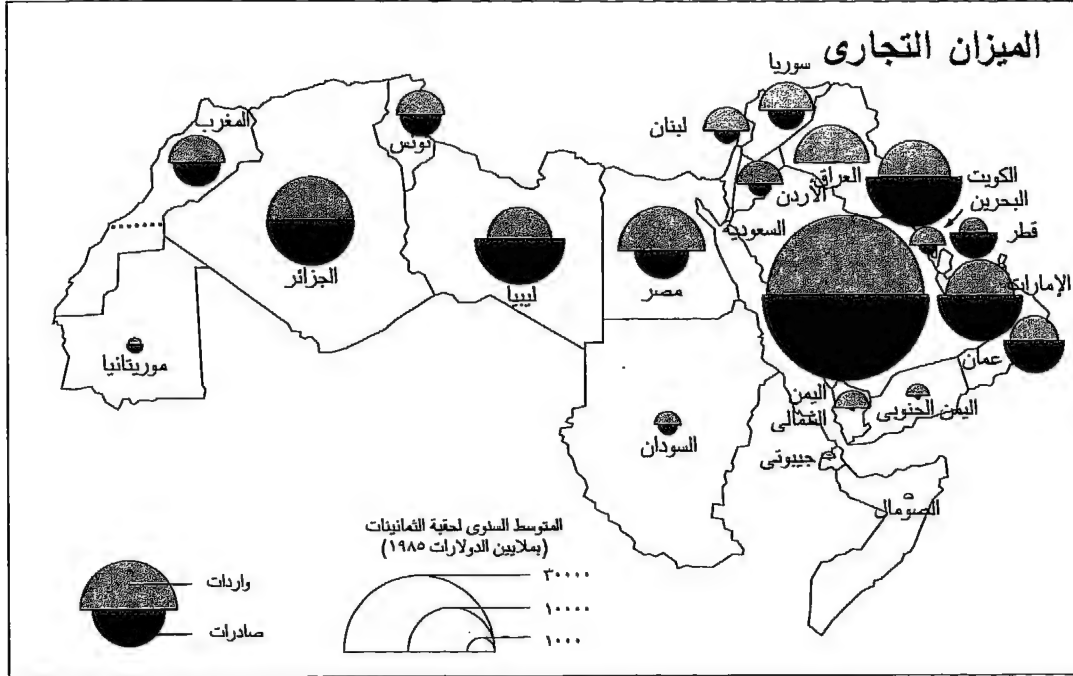 الميزان التجارى
سوريا
لبنان
العراق
الكويت
البحرين
الأردن
قطر
السعودية
الإمارات
عمان
تونس
المغرب
الجزائر
ليبيا
مصر
موريتانيا
السودان
اليمن
الشمالى
اليمن الجنوبى
جيبوتى
الصومال
المتوسط السنوى لحقبة الثمانينات
(بملايين الدولارات ١٩٨٥)
٣٠٠٠٠
١٠٠٠٠
١٠٠٠
واردات
صادرات